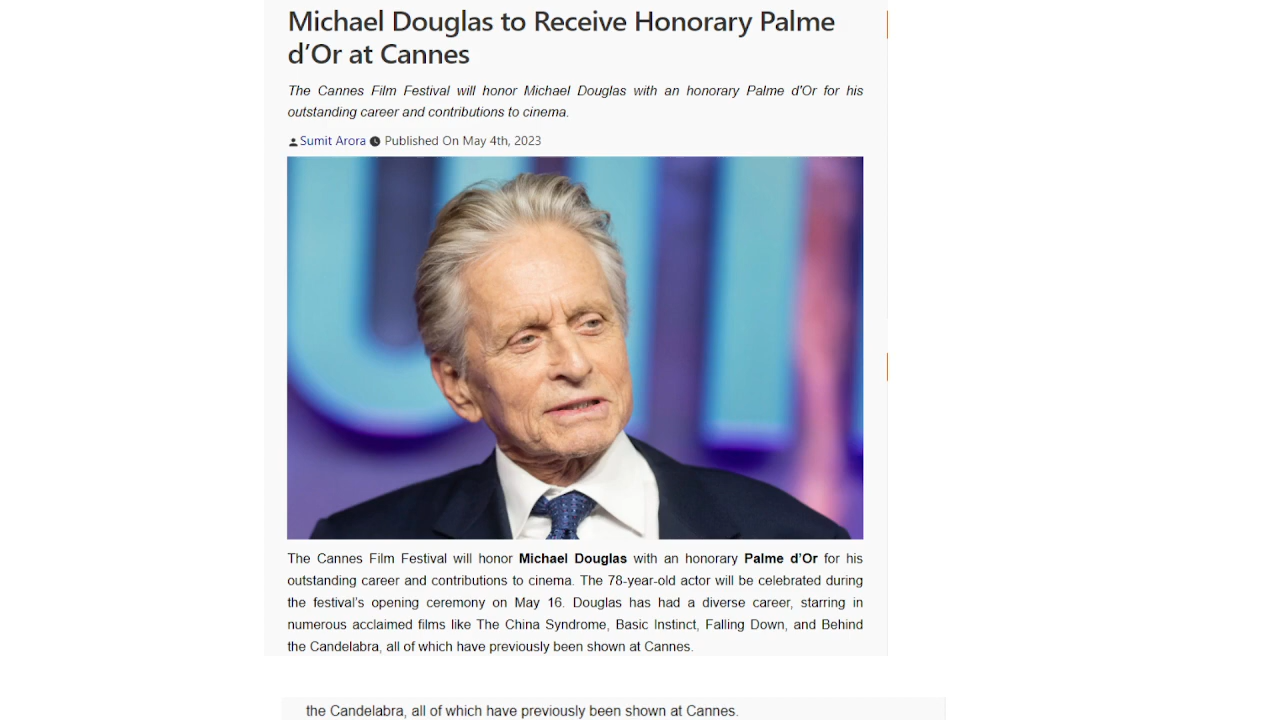 Michael Douglas to Receive Honorary Palme
d’Or at Cannes
The Cannes Film Festival will honor Michael Douglas with an honorary Palme d'Or for his
outstanding career and contributions to cinema.
Sumit Arora Published On May 4th, 2023
The Cannes Film Festival will honor Michael Douglas with an honorary Palme d’Or for his
outstanding career and contributions to cinema. The 78-year-old actor will be celebrated during
the festival’s opening ceremony on May 16. Douglas has had a diverse career, starring in
numerous acclaimed films like The China Syndrome, Basic Instinct, Falling Down, and Behind
the Candelabra, all of which have previously been shown at Cannes.
the Candelabra, all of which have previously been shown at Cannes.